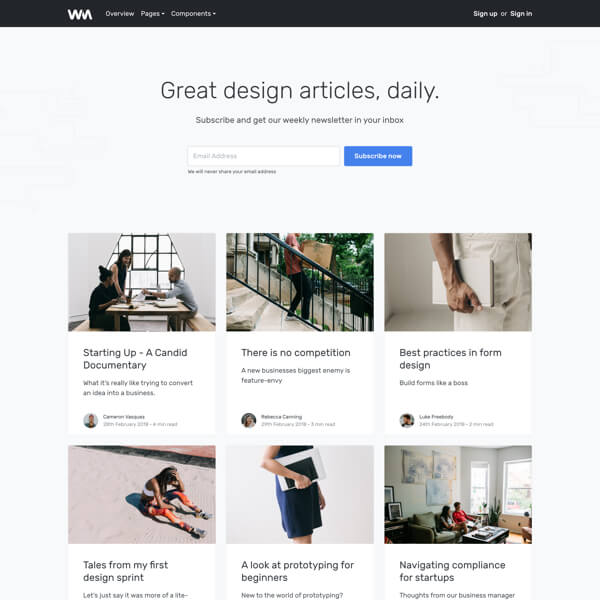 WM
Overview Pages Components Sign up or Sign in
Great design articles, daily.
Subscribe and get our weekly newsletter in your inbox
Email Address Subscribe now
We will never share your email address
Starting Up - A Candid
Documentary
What it's really like trying to convert
an idea into a business.
Cameron Vasquez
28th February 2018 • 4 min read
There is no competition
A new businesses biggest enemy is
feature-envy
Rebecca Canning
29th February 2018 • 3 min read
Best practices in form
design
Build forms like a boss
Luke Freebody
24th February 2018 • 2 min read
Tales from my first
design sprint
Let's just say it was more of a lite-
A look at prototyping for
beginners
New to the world of prototyping?
Navigating compliance
for startups
Thoughts from our business manager